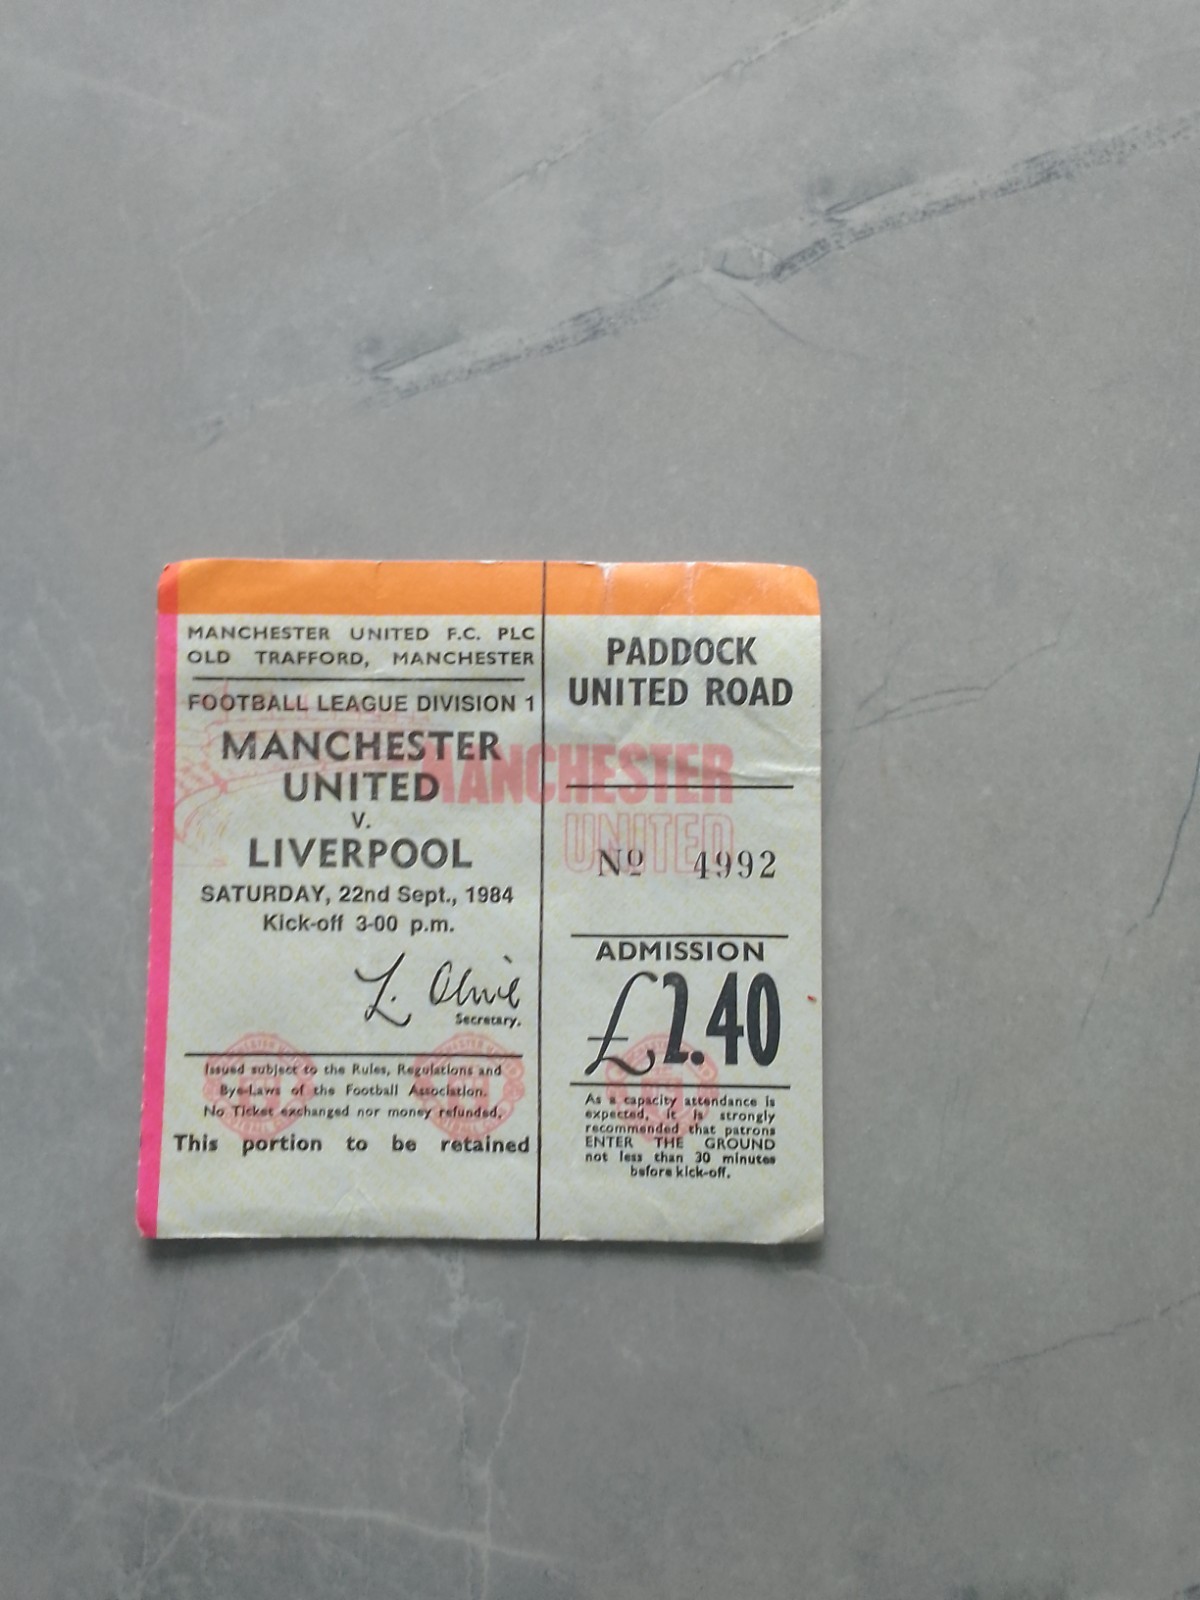 MANCHESTER UNITED F.C. PLC
OLD TRAFFORD, MANCHESTER
FOOTBALL LEAGUE DIVISION 1
MANCHESTER
UNITED
V.
LIVERPOOL
SATURDAY, 22nd Sept., 1984
Kick-off 3-00 p.m.
L. Olive
Secretary.
Issued subject to the Rules, Regulations and
Bye-Laws of the Football Association.
No Ticket exchanged nor money refunded.
This portion to be retained
PADDOCK
UNITED ROAD
MANCHESTER
UNITED
Nº 4992
ADMISSION
£2.40
As a capacity attendance is
expected, it is strongly
recommended that patrons
ENTER THE GROUND
not less than 30 minutes
before kick-off.